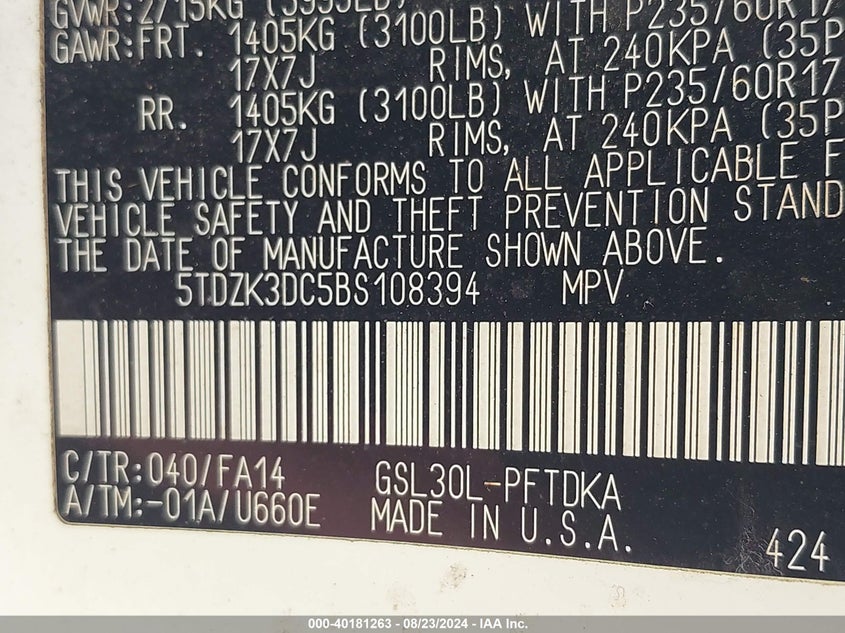 GVWR:2715KG (5995LB)
GAWR:FRT. 1405KG (3100LB) WITH P235/60R17
17X7J RIMS, AT 240KPA (35P
RR. 1405KG (3100LB) WITH P235/60R17
17X7J RIMS, AT 240KPA (35P
THIS VEHICLE CONFORMS TO ALL APPLICABLE F
VEHICLE SAFETY AND THEFT PREVENTION STAND
THE DATE OF MANUFACTURE SHOWN ABOVE.
5TDZK3DC5BS108394 MPV
C/TR:040/FA14 GSL30L-PFTDKA
A/TM:-01A/U660E MADE IN U.S.A.
424
000-40181263 - 08/23/2024 - IAA Inc.